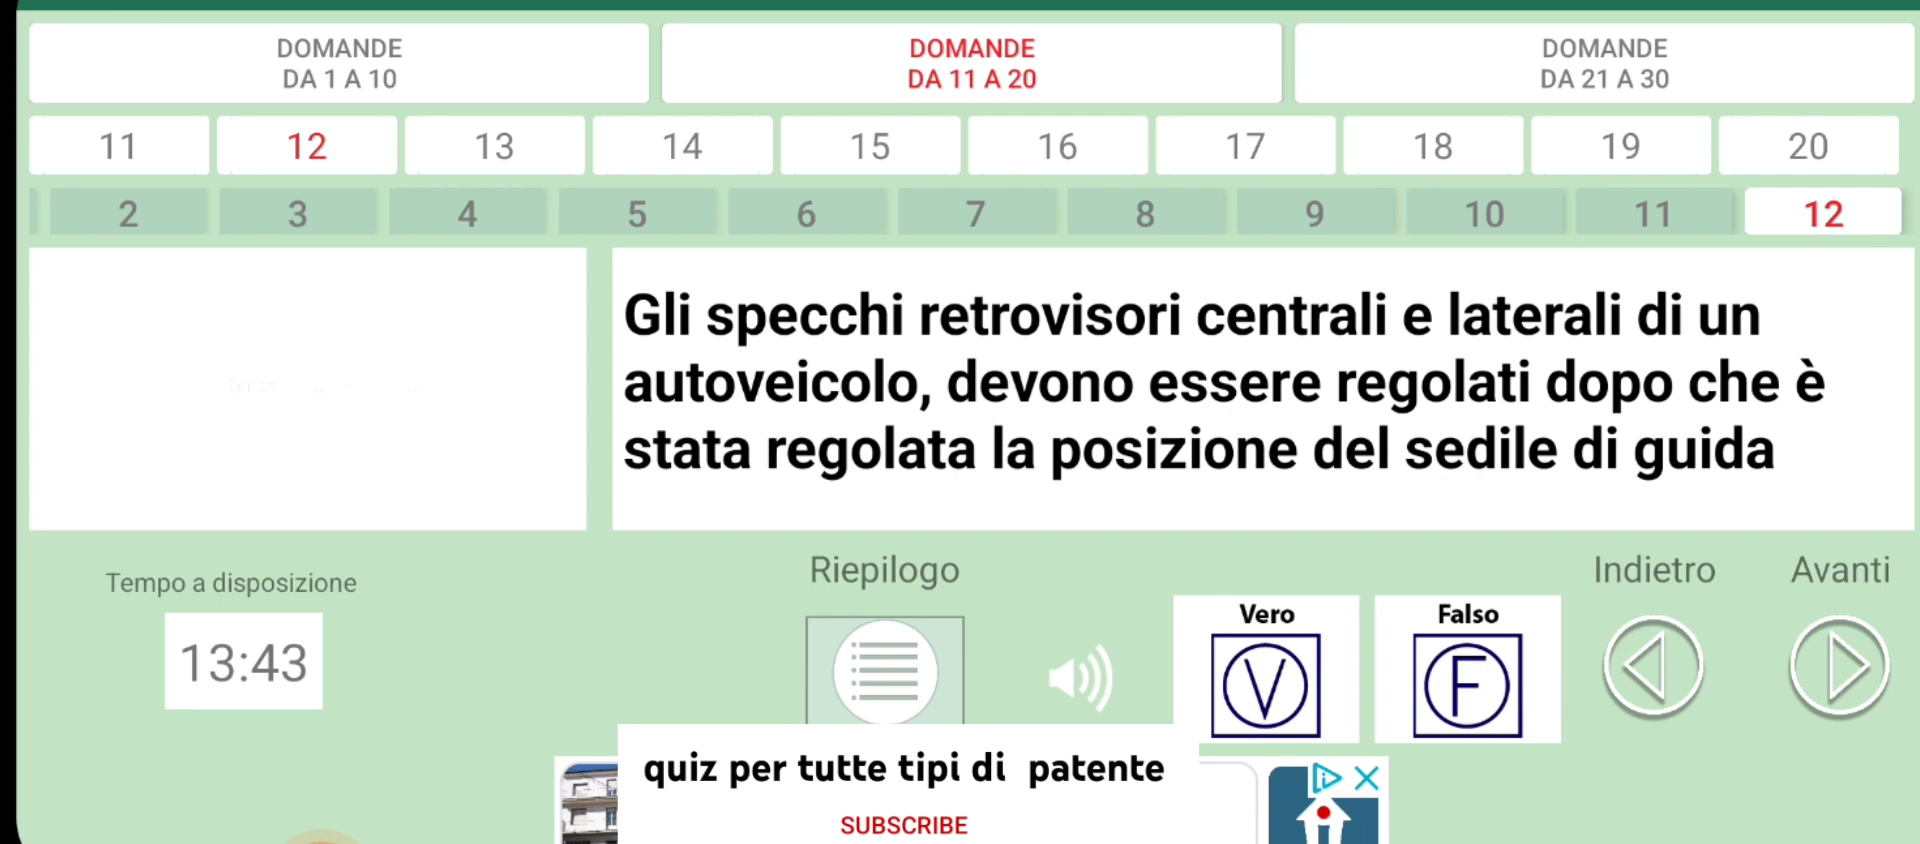 DOMANDE
DA 1 A 10
DOMANDE
DA 11 A 20
DOMANDE
DA 21 A 30
11 12 13 14 15 16 17 18 19 20
2 3 4 5 6 7 8 9 10 11 12
Gli specchi retrovisori centrali e laterali di un
autoveicolo, devono essere regolati dopo che è
stata regolata la posizione del sedile di guida
Tempo a disposizione
13:43
Riepilogo
Vero
V
Falso
F
Indietro
Avanti
quiz per tutte tipi di patente
SUBSCRIBE